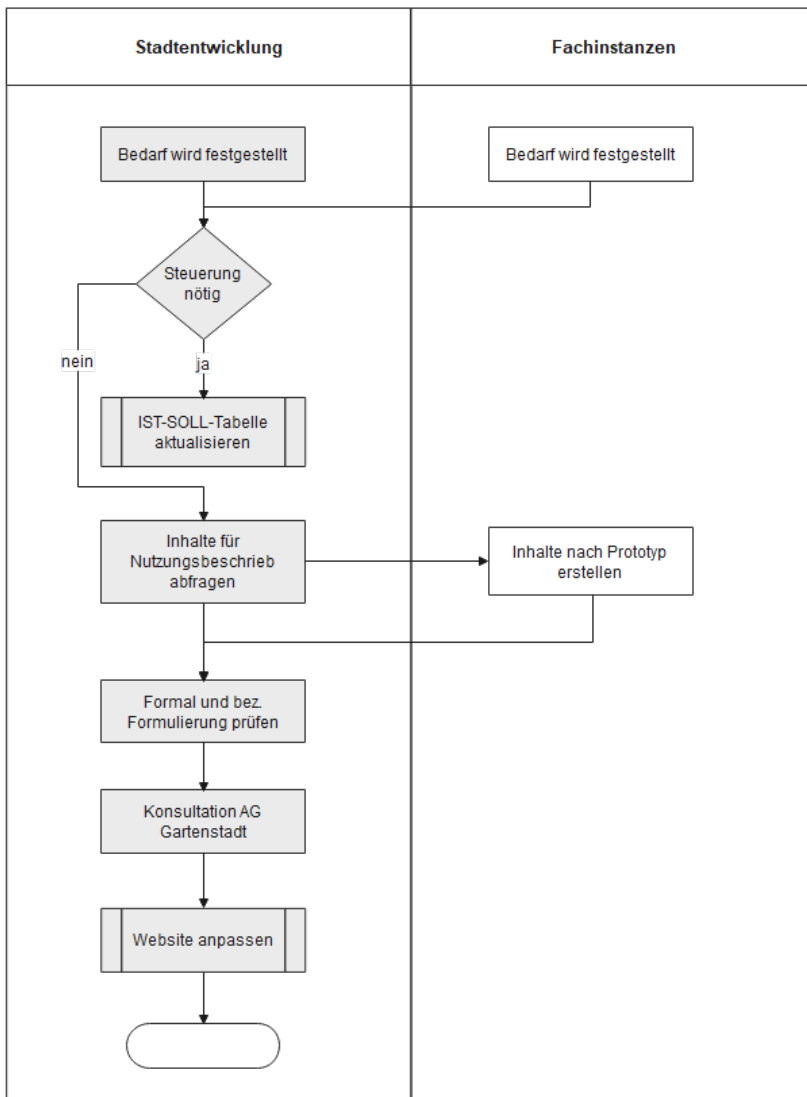 Stadtentwicklung
Fachinstanzen
Bedarf wird festgestellt
Bedarf wird festgestellt
Steuerung
nötig
nein
ja
IST-SOLL-Tabelle
aktualisieren
Inhalte für
Nutzungsbeschrieb
abfragen
Inhalte nach Prototyp
erstellen
Formal und bez.
Formulierung prüfen
Konsultation AG
Gartenstadt
Website anpassen